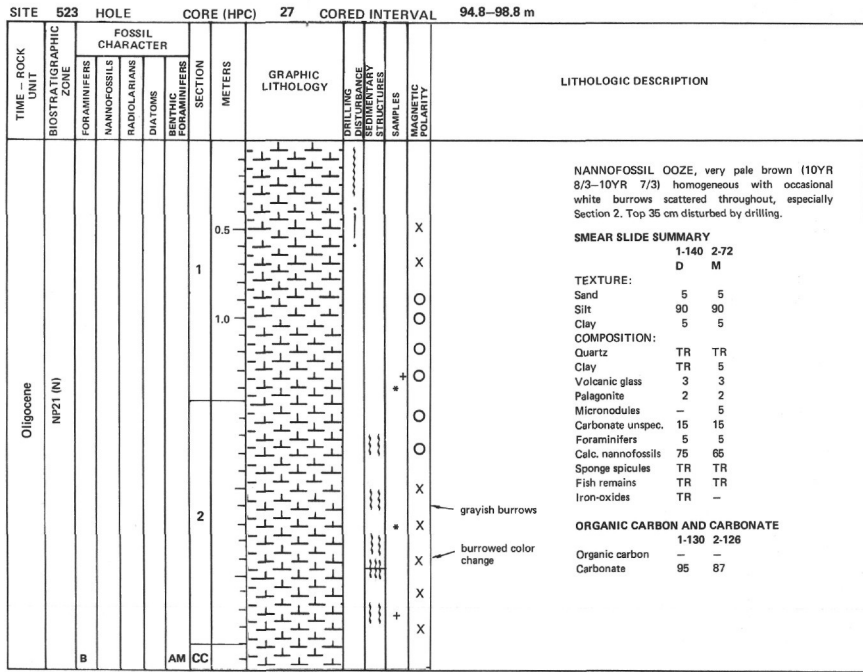 SITE 523 HOLE CORE (HPC) 27 CORED INTERVAL 94.8–98.8 m
TIME – ROCK UNIT
BIOSTRATIGRAPHIC ZONE
FOSSIL CHARACTER
FORAMINIFERS
NANNOFOSSILS
RADIOLARIANS
DIATOMS
BENTHIC FORAMINIFERS
SECTION
METERS
GRAPHIC LITHOLOGY
DRILLING DISTURBANCE
SEDIMENTARY STRUCTURES
SAMPLES
MAGNETIC POLARITY
LITHOLOGIC DESCRIPTION
Oligocene
NP21 (N)
B
AM
1
2
CC
0.5
1.0
+
*
*
+
X
X
O
O
O
O
O
O
X
X
X
X
X
grayish burrows
burrowed color
change
NANNOFOSSIL OOZE, very pale brown (10YR
8/3–10YR 7/3) homogeneous with occasional
white burrows scattered throughout, especially
Section 2. Top 35 cm disturbed by drilling.
SMEAR SLIDE SUMMARY
1-140 2-72
D M
TEXTURE:
Sand 5 5
Silt 90 90
Clay 5 5
COMPOSITION:
Quartz TR TR
Clay TR 5
Volcanic glass 3 3
Palagonite 2 2
Micronodules – 5
Carbonate unspec. 15 15
Foraminifers 5 5
Calc. nannofossils 75 65
Sponge spicules TR TR
Fish remains TR TR
Iron-oxides TR –
ORGANIC CARBON AND CARBONATE
1-130 2-126
Organic carbon – –
Carbonate 95 87